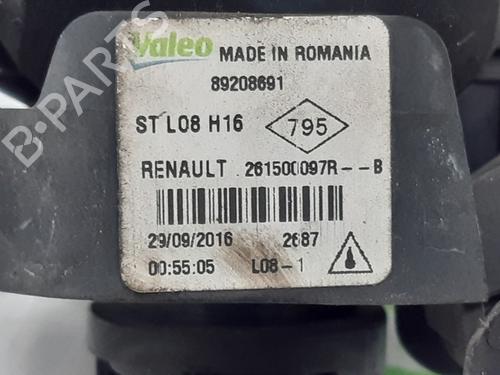 Valeo MADE IN ROMANIA
89208691
ST L08 H16 795
RENAULT 261500097R--B
29/09/2016 2687
00:55:05 L08-1
B-PARTS